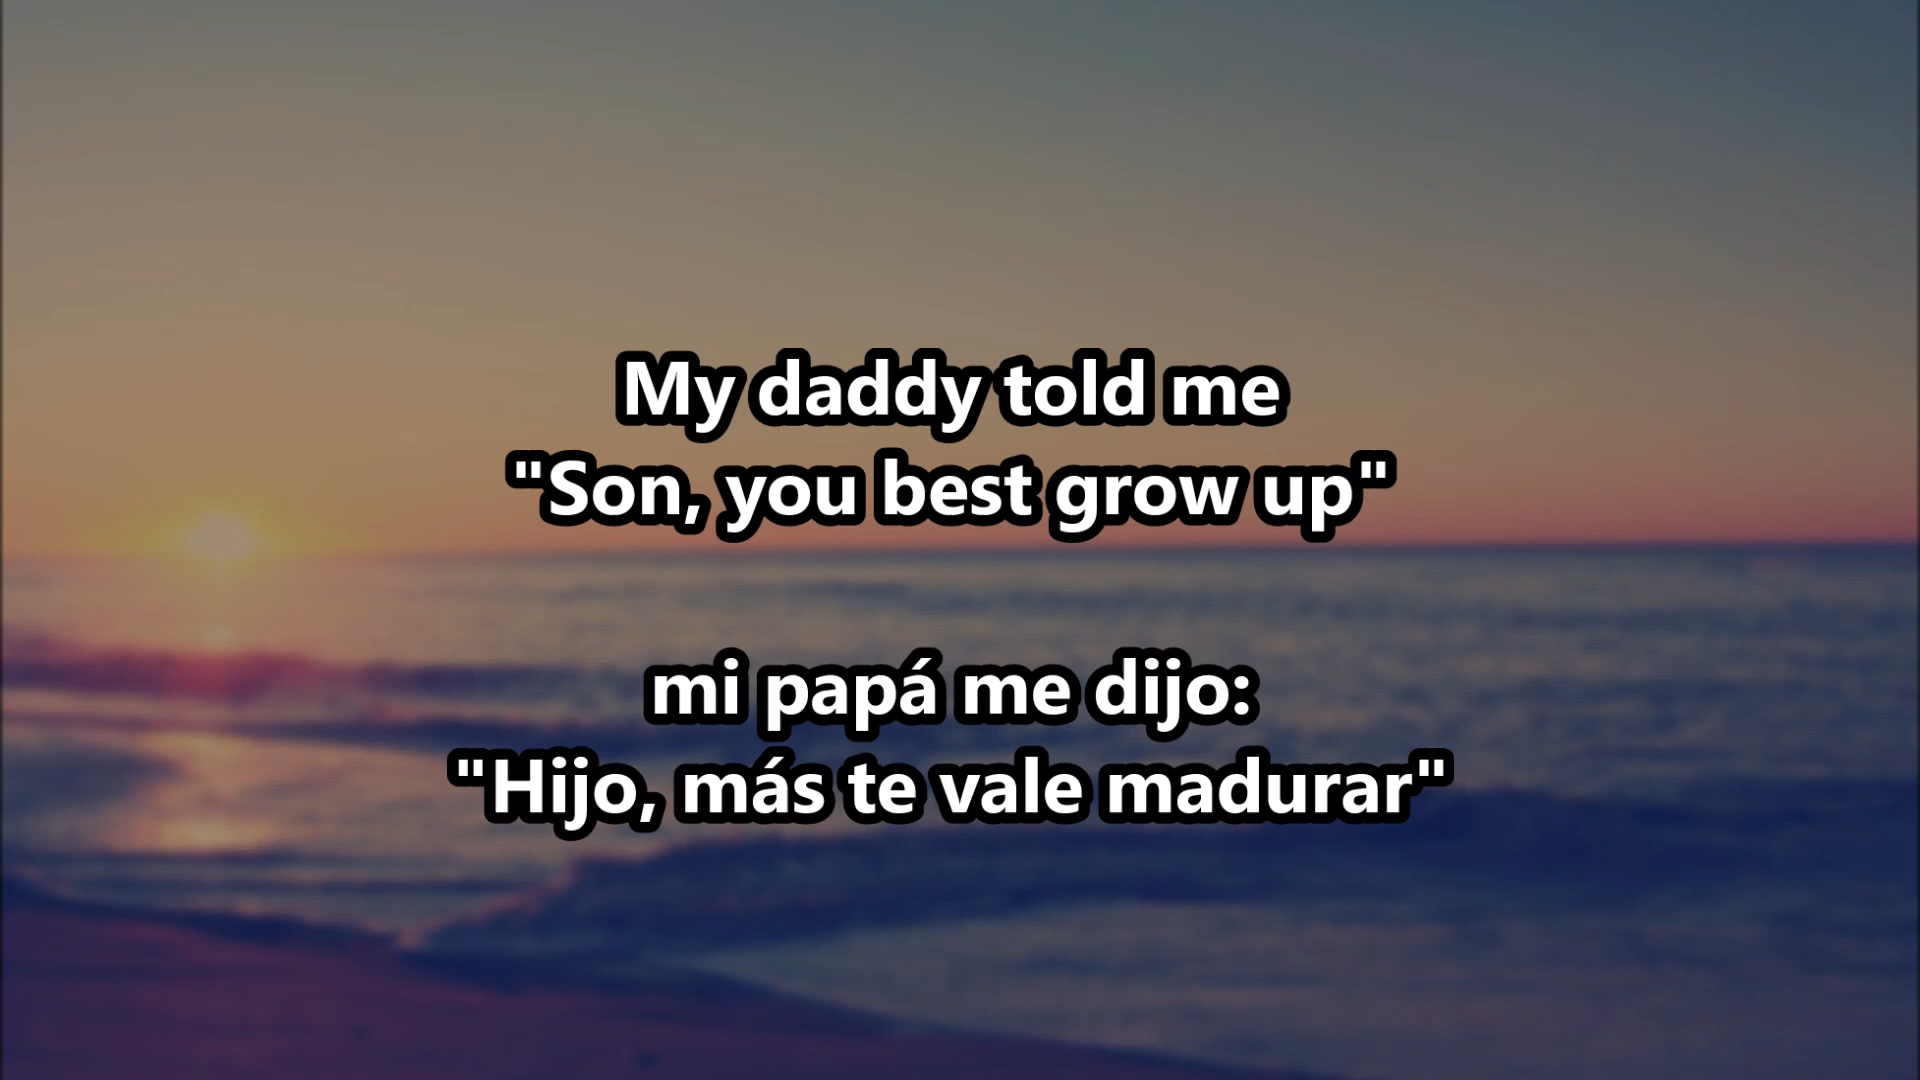 My daddy told me
"Son, you best grow up"
mi papá me dijo:
"Hijo, más te vale madurar"